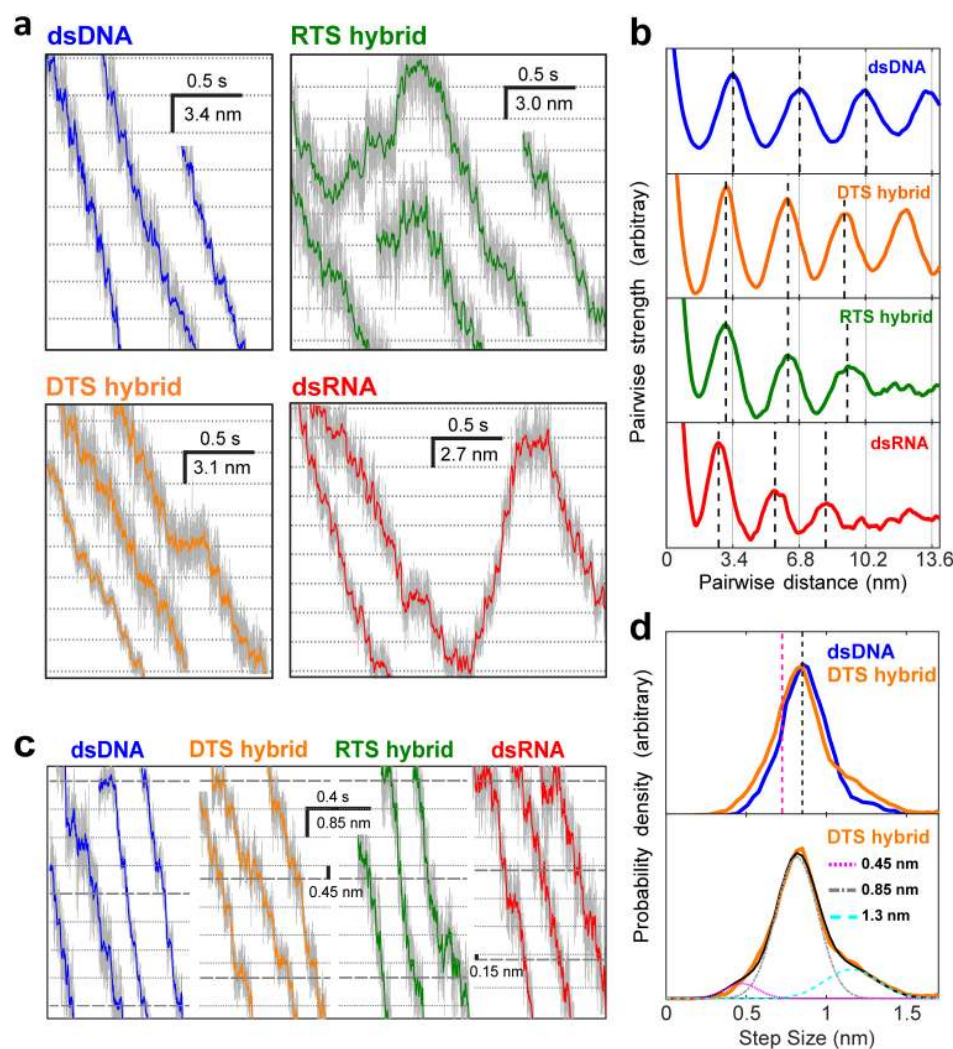 a
dsDNA
0.5 s
3.4 nm
RTS hybrid
0.5 s
3.0 nm
DTS hybrid
0.5 s
3.1 nm
dsRNA
0.5 s
2.7 nm
b
Pairwise strength (arbitray)
dsDNA
DTS hybrid
RTS hybrid
dsRNA
0 3.4 6.8 10.2 13.6
Pairwise distance (nm)
c
dsDNA
DTS hybrid
RTS hybrid
dsRNA
0.4 s
0.85 nm
0.45 nm
0.15 nm
d
Probability density (arbitrary)
dsDNA
DTS hybrid
DTS hybrid
0.45 nm
0.85 nm
1.3 nm
0 0.5 1 1.5
Step Size (nm)